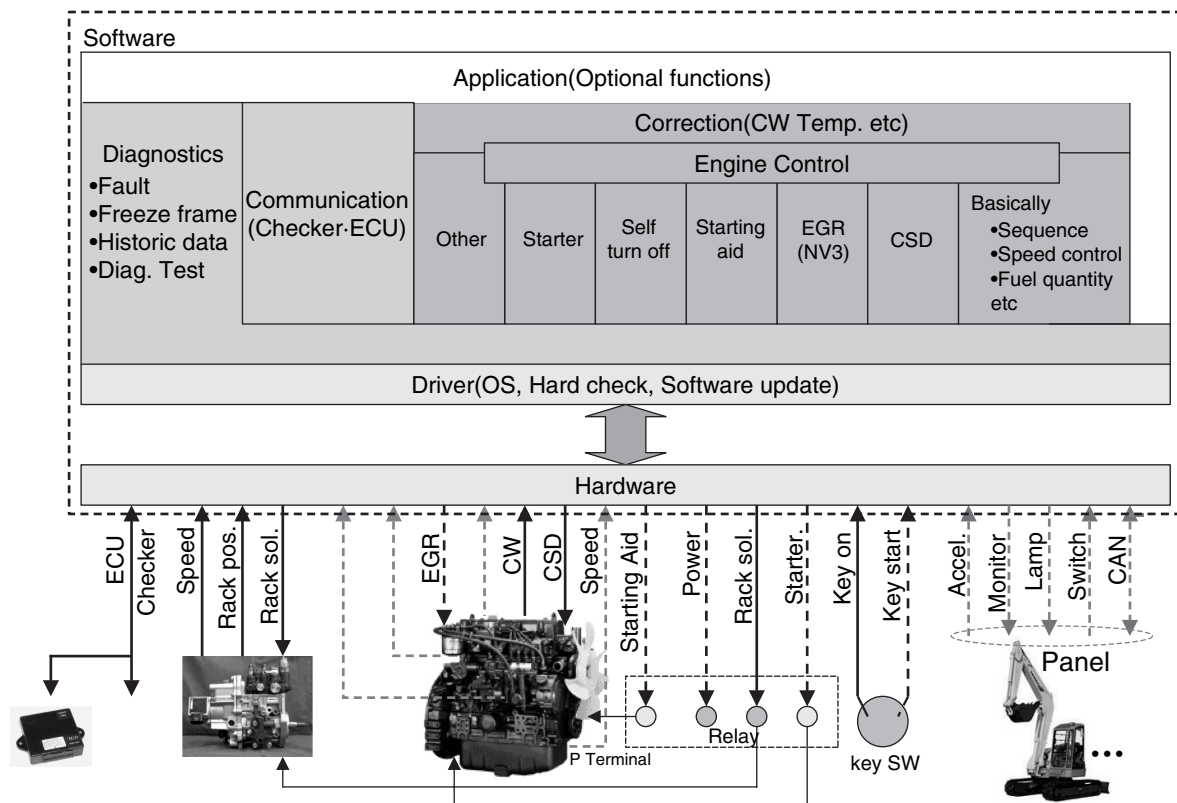 Software
Application(Optional functions)
Correction(CW Temp. etc)
Engine Control
Diagnostics
•Fault
•Freeze frame
•Historic data
•Diag. Test
Communication
(Checker·ECU)
Other
Starter
Self
turn off
Starting
aid
EGR
(NV3)
CSD
Basically
•Sequence
•Speed control
•Fuel quantity
etc
Driver(OS, Hard check, Software update)
Hardware
ECU
Checker
Speed
Rack pos.
Rack sol.
EGR
CW
CSD
Speed
Starting Aid
Power
Rack sol.
Starter.
Key on
Key start
Accel.
Monitor
Lamp
Switch
CAN
Panel
Relay
P Terminal
key SW
•••